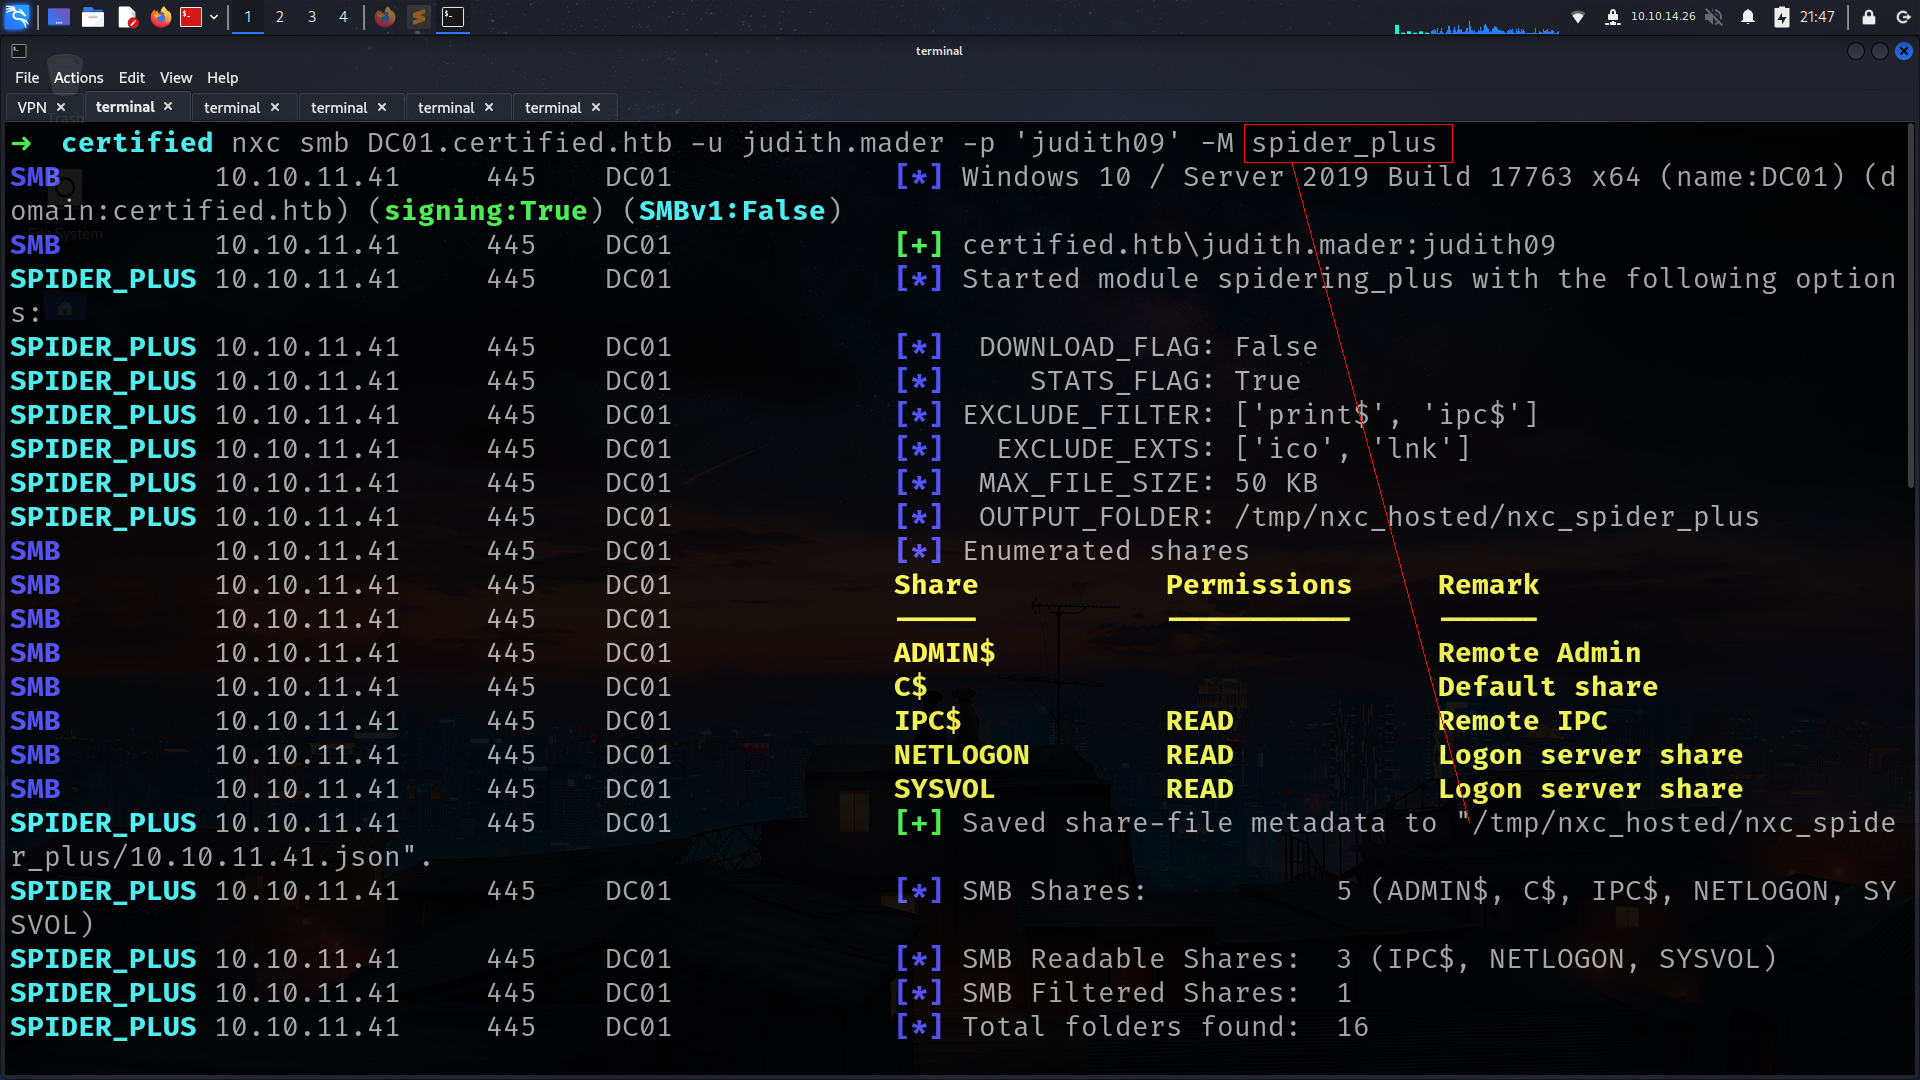 1 2 3 4 10.10.14.26 21:47
terminal
File Actions Edit View Help
VPN × terminal × terminal × terminal × terminal × terminal ×
Trash
→ certified nxc smb DC01.certified.htb -u judith.mader -p 'judith09' -M spider_plus
SMB 10.10.11.41 445 DC01 [*] Windows 10 / Server 2019 Build 17763 x64 (name:DC01) (d
omain:certified.htb) (signing:True) (SMBv1:False)
File System
SMB 10.10.11.41 445 DC01 [+] certified.htb\judith.mader:judith09
SPIDER_PLUS 10.10.11.41 445 DC01 [*] Started module spidering_plus with the following option
s:
SPIDER_PLUS 10.10.11.41 445 DC01 [*] DOWNLOAD_FLAG: False
SPIDER_PLUS 10.10.11.41 445 DC01 [*] STATS_FLAG: True
SPIDER_PLUS 10.10.11.41 445 DC01 [*] EXCLUDE_FILTER: ['print$', 'ipc$']
SPIDER_PLUS 10.10.11.41 445 DC01 [*] EXCLUDE_EXTS: ['ico', 'lnk']
SPIDER_PLUS 10.10.11.41 445 DC01 [*] MAX_FILE_SIZE: 50 KB
SPIDER_PLUS 10.10.11.41 445 DC01 [*] OUTPUT_FOLDER: /tmp/nxc_hosted/nxc_spider_plus
SMB 10.10.11.41 445 DC01 [*] Enumerated shares
SMB 10.10.11.41 445 DC01 Share Permissions Remark
SMB 10.10.11.41 445 DC01 ----- ----------- ------
SMB 10.10.11.41 445 DC01 ADMIN$ Remote Admin
SMB 10.10.11.41 445 DC01 C$ Default share
SMB 10.10.11.41 445 DC01 IPC$ READ Remote IPC
SMB 10.10.11.41 445 DC01 NETLOGON READ Logon server share
SMB 10.10.11.41 445 DC01 SYSVOL READ Logon server share
SPIDER_PLUS 10.10.11.41 445 DC01 [+] Saved share-file metadata to "/tmp/nxc_hosted/nxc_spide
r_plus/10.10.11.41.json".
SPIDER_PLUS 10.10.11.41 445 DC01 [*] SMB Shares: 5 (ADMIN$, C$, IPC$, NETLOGON, SY
SVOL)
SPIDER_PLUS 10.10.11.41 445 DC01 [*] SMB Readable Shares: 3 (IPC$, NETLOGON, SYSVOL)
SPIDER_PLUS 10.10.11.41 445 DC01 [*] SMB Filtered Shares: 1
SPIDER_PLUS 10.10.11.41 445 DC01 [*] Total folders found: 16